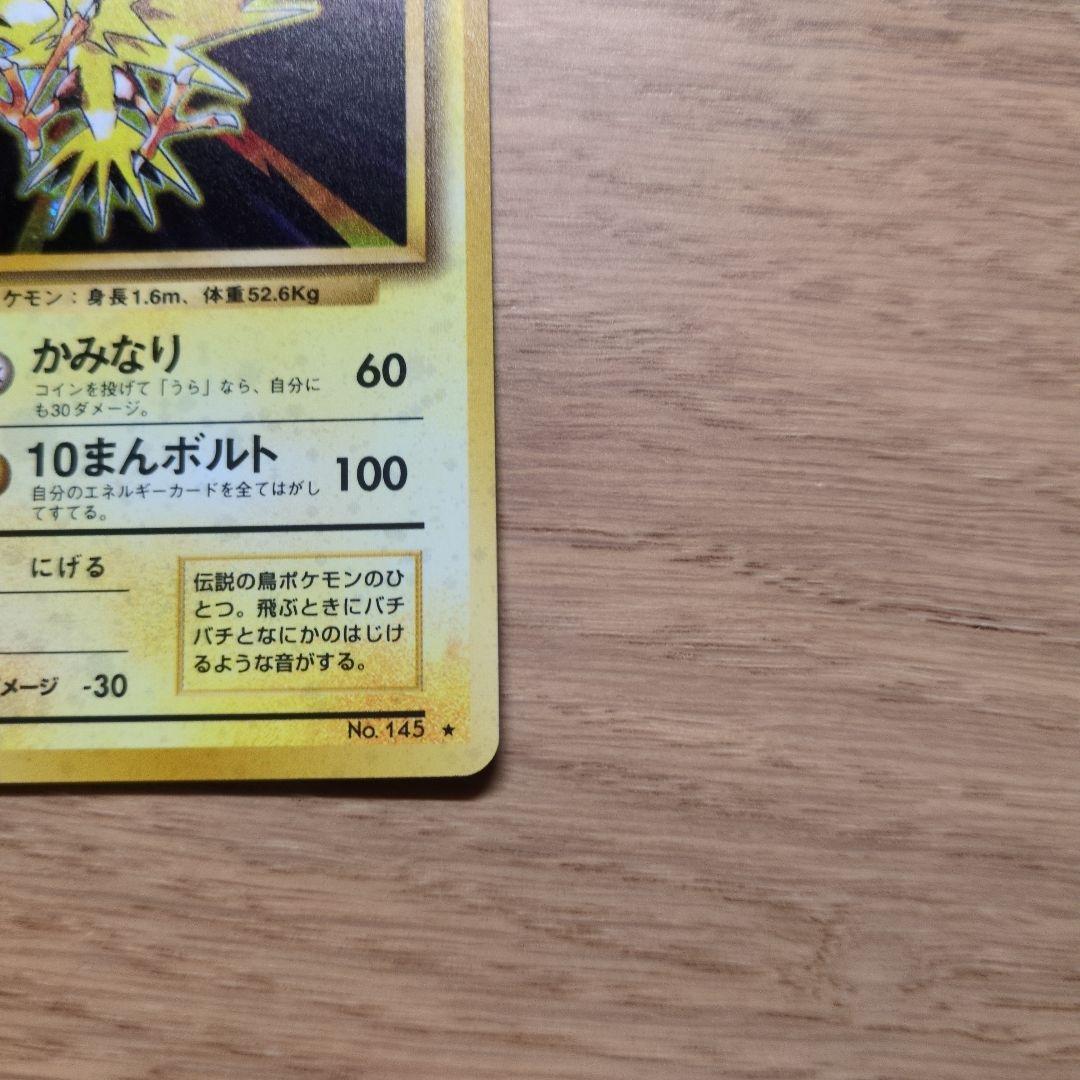 ケモン：身長1.6m、体重52.6Kg
かみなり 60
コインを投げて「うら」なら、自分に
も30ダメージ。
10まんボルト 100
自分のエネルギーカードを全てはがし
てすてる。
にげる
伝説の鳥ポケモンのひ
とつ。飛ぶときにバチ
バチとなにかのはじけ
るような音がする。
メージ -30
No. 145 ★